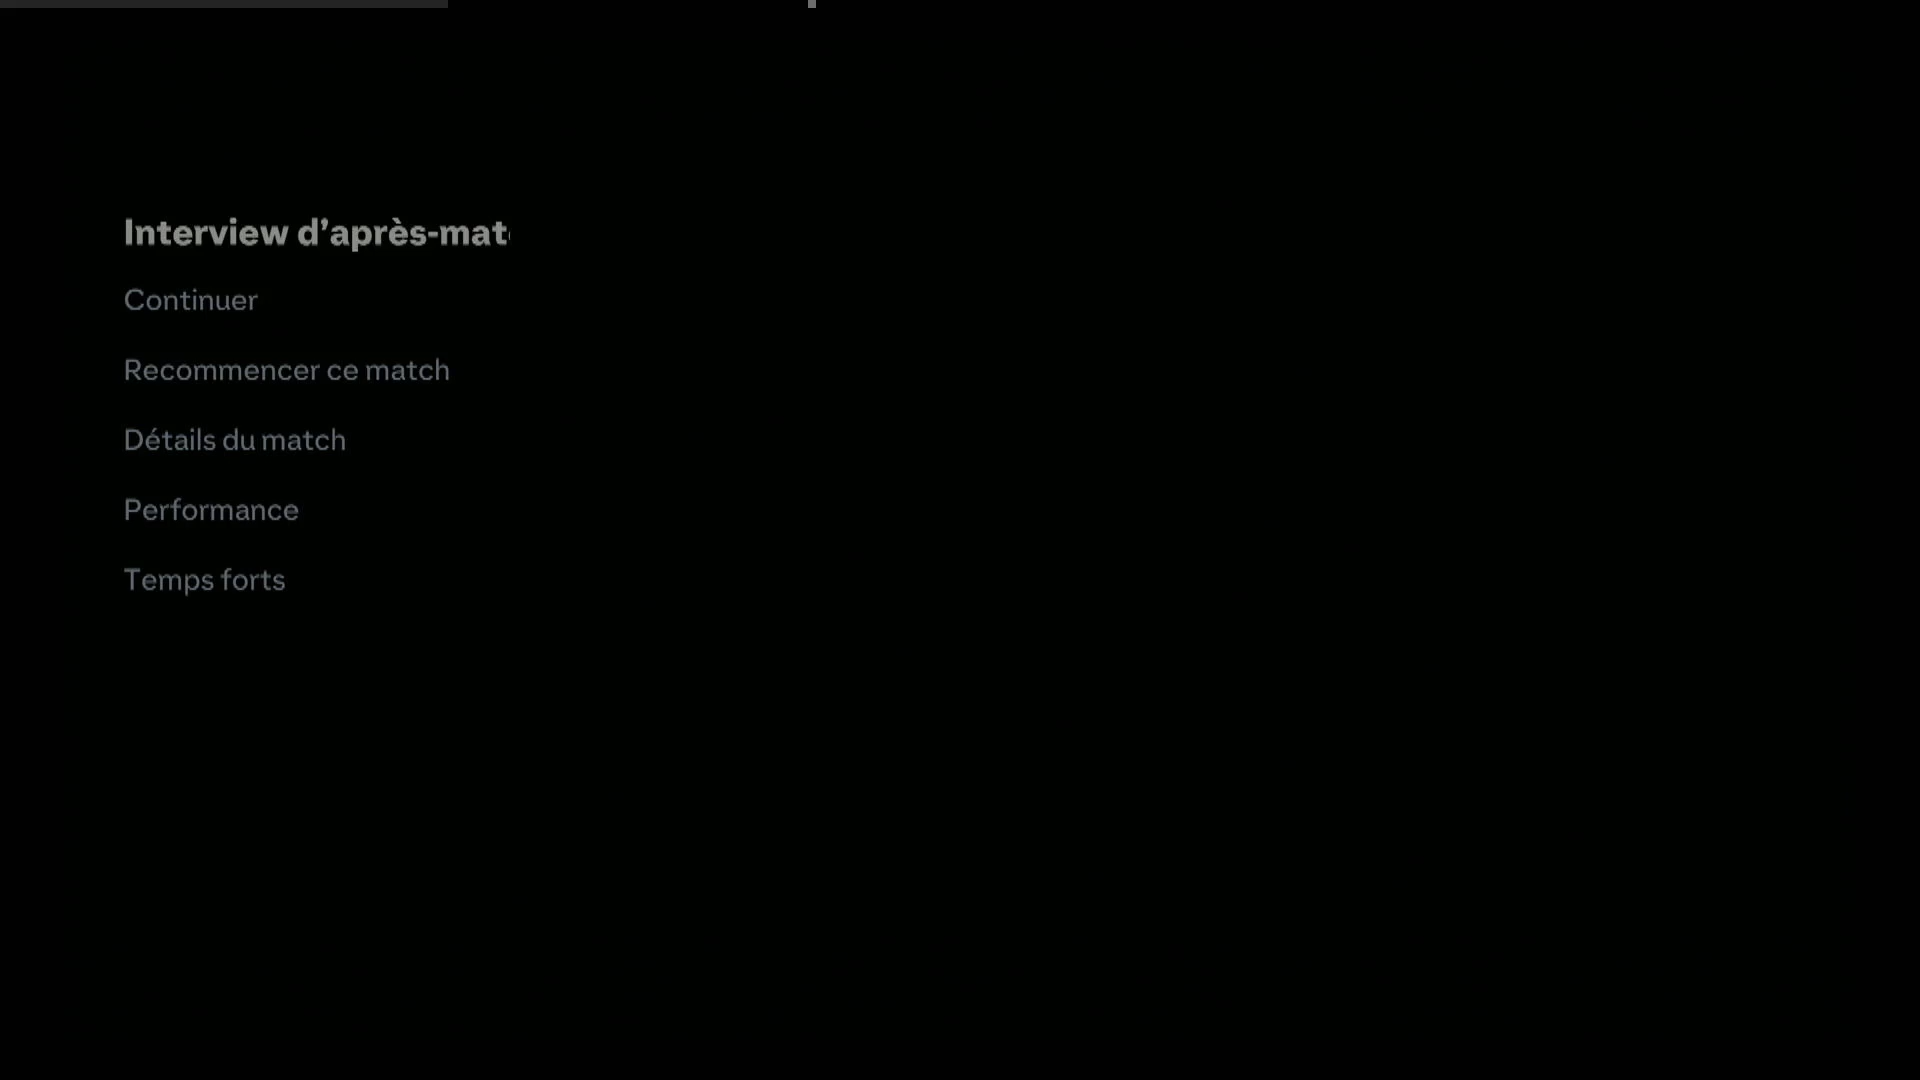 Interview d’après-mat
Continuer
Recommencer ce match
Détails du match
Performance
Temps forts